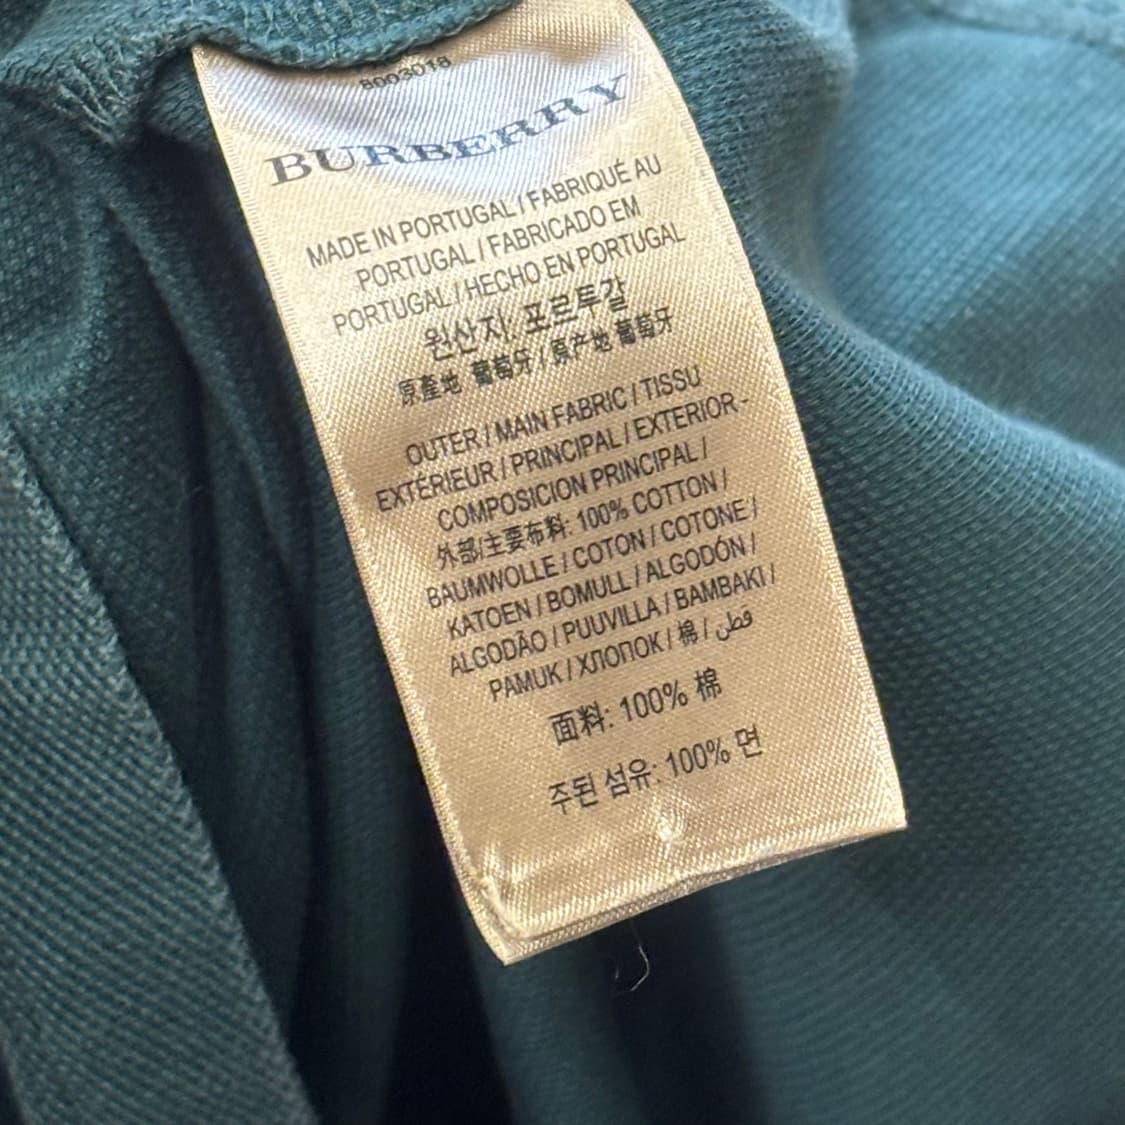 8003018
BURBERRY
MADE IN PORTUGAL / FABRIQUÉ AU
PORTUGAL / FABRICADO EM
PORTUGAL / HECHO EN PORTUGAL
원산지: 포르투갈
原產地 葡萄牙 / 原产地 葡萄牙
OUTER / MAIN FABRIC / TISSU
EXTÉRIEUR / PRINCIPAL / EXTERIOR -
COMPOSICION PRINCIPAL /
外部/主要布料: 100% COTTON /
BAUMWOLLE / COTON / COTONE /
KATOEN / BOMULL / ALGODÓN /
ALGODÃO / PUUVILLA / BAMBAKI /
PAMUK / ХЛОПОК / 棉 / قطن
面料: 100% 棉
주된 섬유: 100% 면